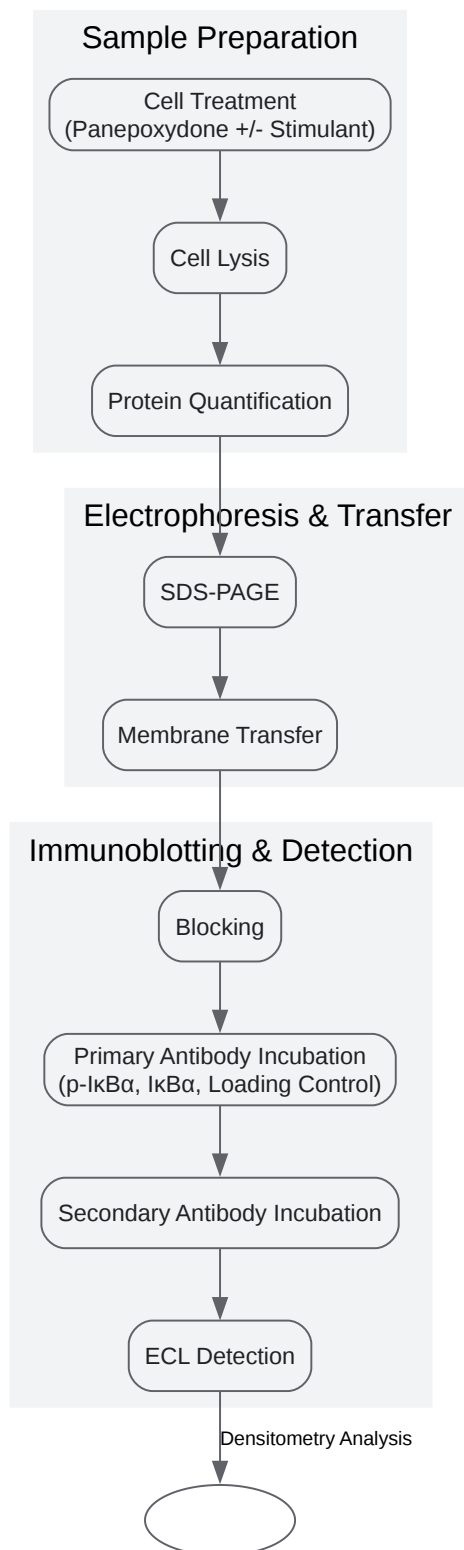 Sample Preparation
Cell Treatment
(Panepoxydone +/- Stimulant)
Cell Lysis
Protein Quantification
Electrophoresis & Transfer
SDS-PAGE
Membrane Transfer
Immunoblotting & Detection
Blocking
Primary Antibody Incubation
(p-IκBα, IκBα, Loading Control)
Secondary Antibody Incubation
ECL Detection
Densitometry Analysis